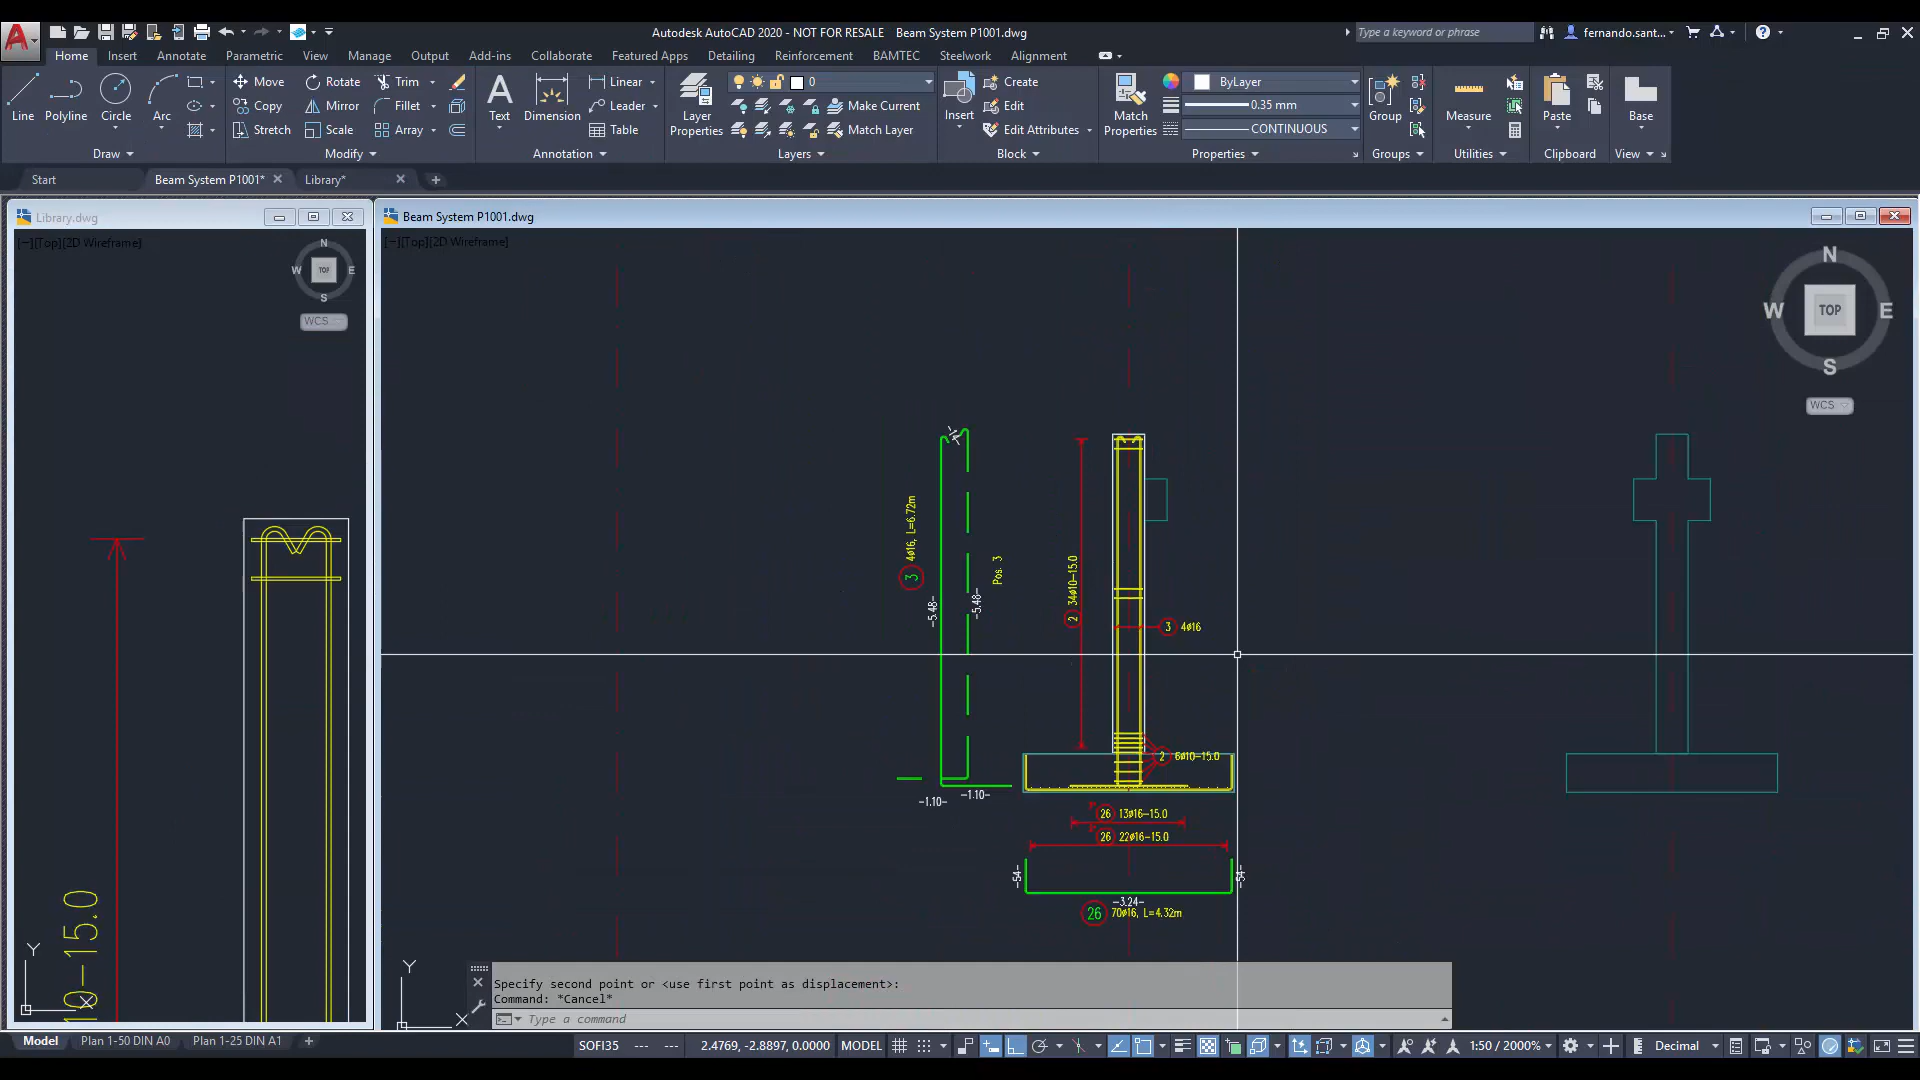 Autodesk AutoCAD 2020 - NOT FOR RESALE    Beam System P1001.dwg
Type a keyword or phrase
fernando.sant...
Home Insert Annotate Parametric View Manage Output Add-ins Collaborate Featured Apps Detailing Reinforcement BAMTEC Steelwork Alignment
Line Polyline Circle Arc
Move Rotate Trim
Copy Mirror Fillet
Stretch Scale Array
Text Dimension
Linear
Leader
Table
Layer Properties
0
Make Current
Match Layer
Insert
Create
Edit
Edit Attributes
Match Properties
ByLayer
0.35 mm
CONTINUOUS
Group
Measure
Paste
Base
Draw Modify Annotation Layers Block Properties Groups Utilities Clipboard View
Start Beam System P1001* Library*
Library.dwg
[−][Top][2D Wireframe]
N
W TOP E
S
WCS
10-15.0
Y
X
Beam System P1001.dwg
[−][Top][2D Wireframe]
N
W TOP E
S
WCS
3 4ø16, L=6.72m
-5.48-
-5.48-
Pos. 3
-1.10-
-1.10-
2 34ø10-15.0
3 4ø16
2 6ø10-15.0
26 13ø16-15.0
26 22ø16-15.0
-54-
-54-
-3.24-
26 70ø16, L=4.32m
Y
X
Specify second point or <use first point as displacement>:
Command: *Cancel*
Type a command
Model Plan 1-50 DIN A0 Plan 1-25 DIN A1
SOFI35 --- --- 2.4769, -2.8897, 0.0000 MODEL
1:50 / 2000%
Decimal